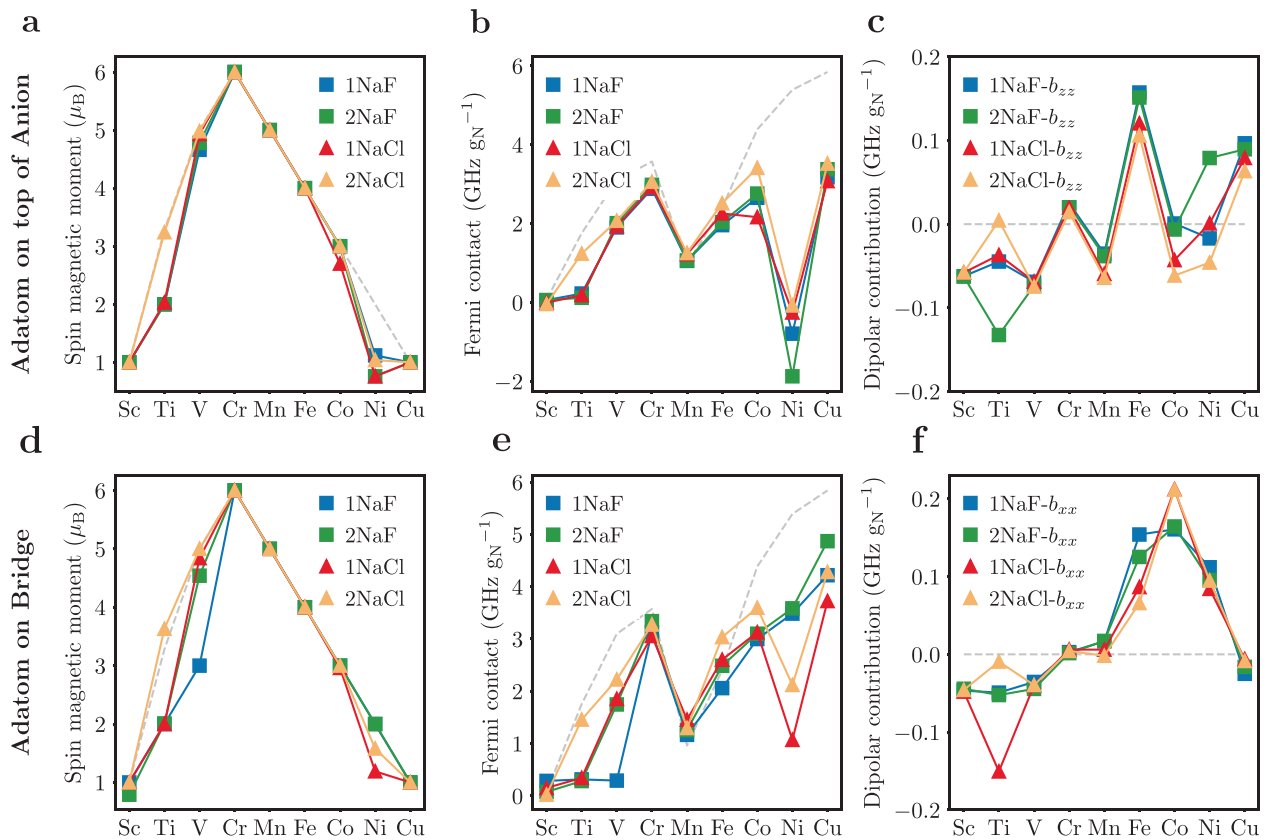 a
Adatom on top of Anion
Spin magnetic moment (μB)
6
5
4
3
2
1
1NaF
2NaF
1NaCl
2NaCl
Sc Ti V Cr Mn Fe Co Ni Cu
b
Fermi contact (GHz gN⁻¹)
6
4
2
0
−2
1NaF
2NaF
1NaCl
2NaCl
Sc Ti V Cr Mn Fe Co Ni Cu
c
Dipolar contribution (GHz gN⁻¹)
0.2
0.1
0.0
−0.1
−0.2
1NaF-bzz
2NaF-bzz
1NaCl-bzz
2NaCl-bzz
Sc Ti V Cr Mn Fe Co Ni Cu
d
Adatom on Bridge
Spin magnetic moment (μB)
6
5
4
3
2
1
1NaF
2NaF
1NaCl
2NaCl
Sc Ti V Cr Mn Fe Co Ni Cu
e
Fermi contact (GHz gN⁻¹)
6
5
4
3
2
1
0
1NaF
2NaF
1NaCl
2NaCl
Sc Ti V Cr Mn Fe Co Ni Cu
f
Dipolar contribution (GHz gN⁻¹)
0.2
0.1
0.0
−0.1
−0.2
1NaF-bxx
2NaF-bxx
1NaCl-bxx
2NaCl-bxx
Sc Ti V Cr Mn Fe Co Ni Cu